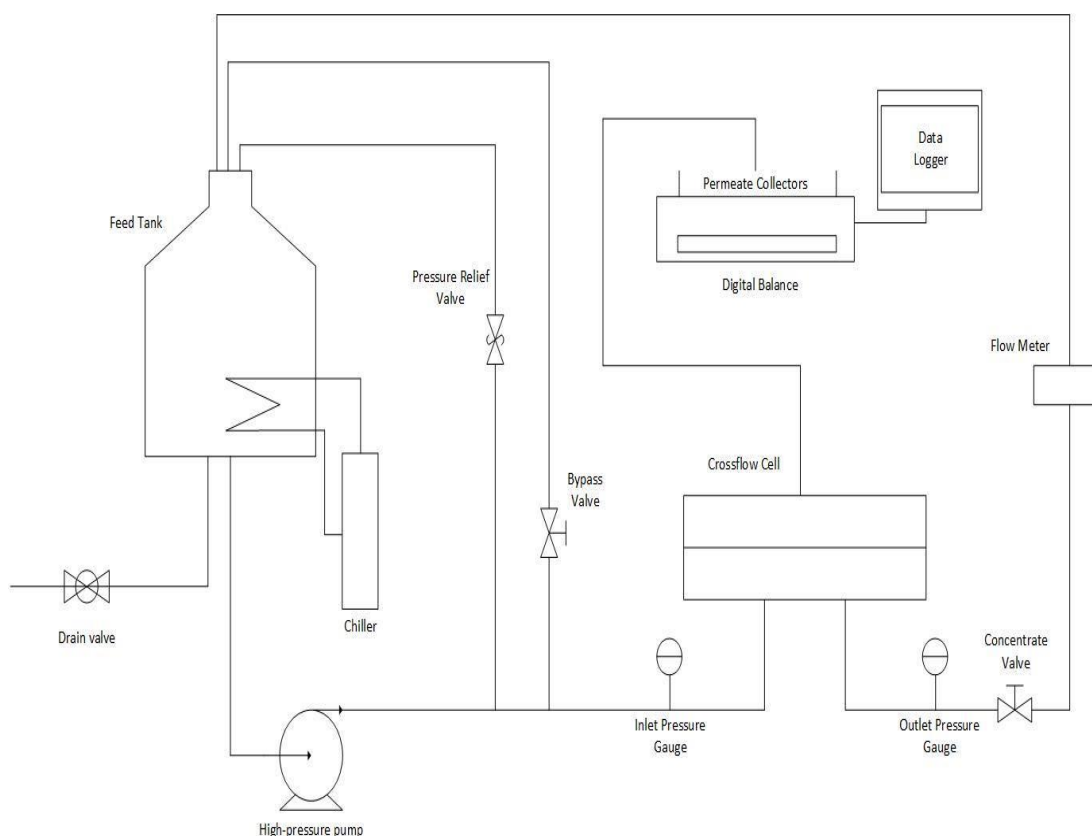 Data
Logger
Permeate Collectors
Feed Tank
Pressure Relief
Valve
Digital Balance
Flow Meter
Crossflow Cell
Bypass
Valve
Chiller
Drain valve
Concentrate
Valve
Inlet Pressure
Gauge
Outlet Pressure
Gauge
High-pressure pump